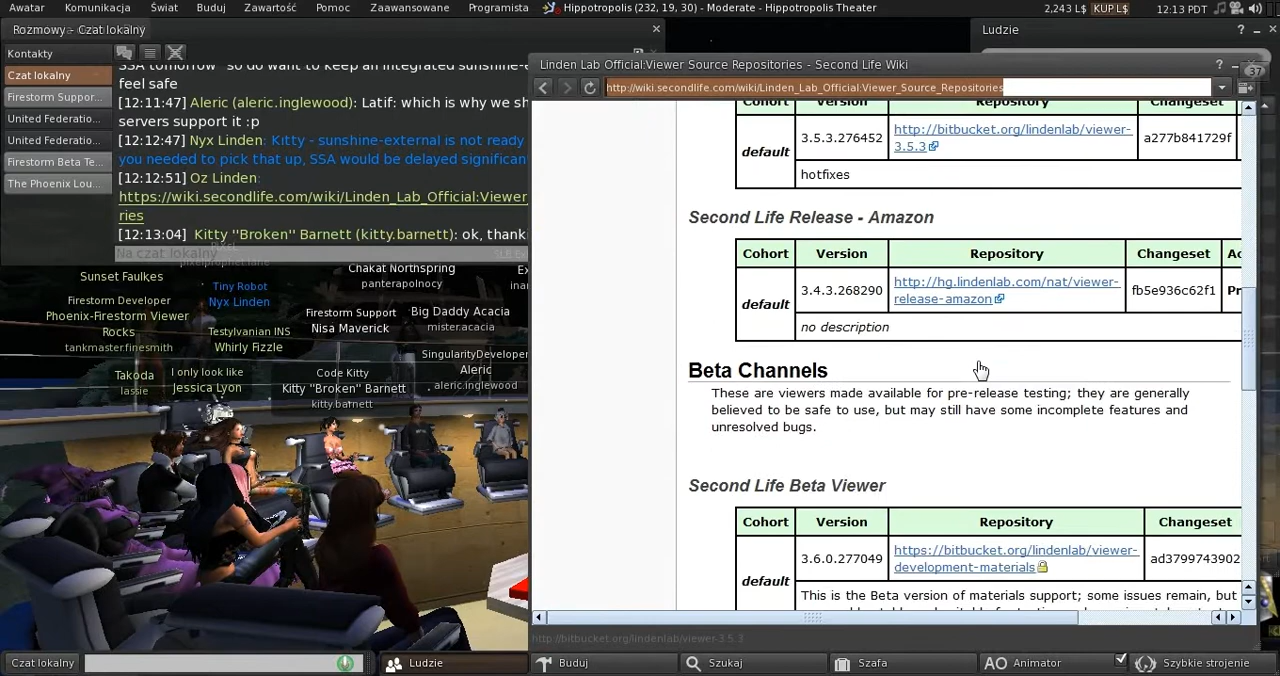 Awatar Komunikacja Świat Buduj Zawartość Pomoc Zaawansowane Programista Hippotropolis (232, 19, 30) - Moderate - Hippotropolis Theater 2,243 L$ KUP L$ 12:13 PDT
Rozmowy - Czat lokalny
Ludzie
Kontakty
Czat lokalny
Firestorm Suppor...
United Federatio...
United Federatio...
Firestorm Beta Te...
The Phoenix Lou...
SSA tomorrow so do want to keep an integrated sunshine-e
feel safe
[12:11:47] Aleric (aleric.inglewood): Latif: which is why we sh
servers support it :p
[12:12:47] Nyx Linden: Kitty - sunshine-external is not ready
you needed to pick that up, SSA would be delayed significan
[12:12:51] Oz Linden:
https://wiki.secondlife.com/wiki/Linden_Lab_Official:Viewer
ries
[12:13:04] Kitty "Broken" Barnett (kitty.barnett): ok, thank
Na czat lokalny
Sunset Faulkes
Firestorm Developer
Phoenix-Firestorm Viewer
Rocks
tankmaster.finesmith
Takoda
lassie
Tiny Robot
Nyx Linden
Testylvanian INS
Whirly Fizzle
I only look like
Jessica Lyon
Chakat Northspring
panterapolnocy
Firestorm Support
Nisa Maverick
Code Kitty
Kitty "Broken" Barnett
kitty.barnett
Big Daddy Acacia
mister.acacia
SingularityDeveloper
Aleric
aleric.inglewood
Linden Lab Official:Viewer Source Repositories - Second Life Wiki
37
http://wiki.secondlife.com/wiki/Linden_Lab_Official:Viewer_Source_Repositories
Cohort Version Repository Changeset
default 3.5.3.276452 http://bitbucket.org/lindenlab/viewer-
3.5.3 a277b841729f
hotfixes
Second Life Release - Amazon
Cohort Version Repository Changeset Ac
default 3.4.3.268290 http://hg.lindenlab.com/nat/viewer-
release-amazon fb5e936c62f1 Pr
no description
Beta Channels
These are viewers made available for pre-release testing; they are generally
believed to be safe to use, but may still have some incomplete features and
unresolved bugs.
Second Life Beta Viewer
Cohort Version Repository Changeset
default 3.6.0.277049 https://bitbucket.org/lindenlab/viewer-
development-materials ad3799743902
This is the Beta version of materials support; some issues remain, but
http://bitbucket.org/lindenlab/viewer-3.5.3
Czat lokalny Ludzie Buduj Szukaj Szafa AO Animator Szybkie strojenie